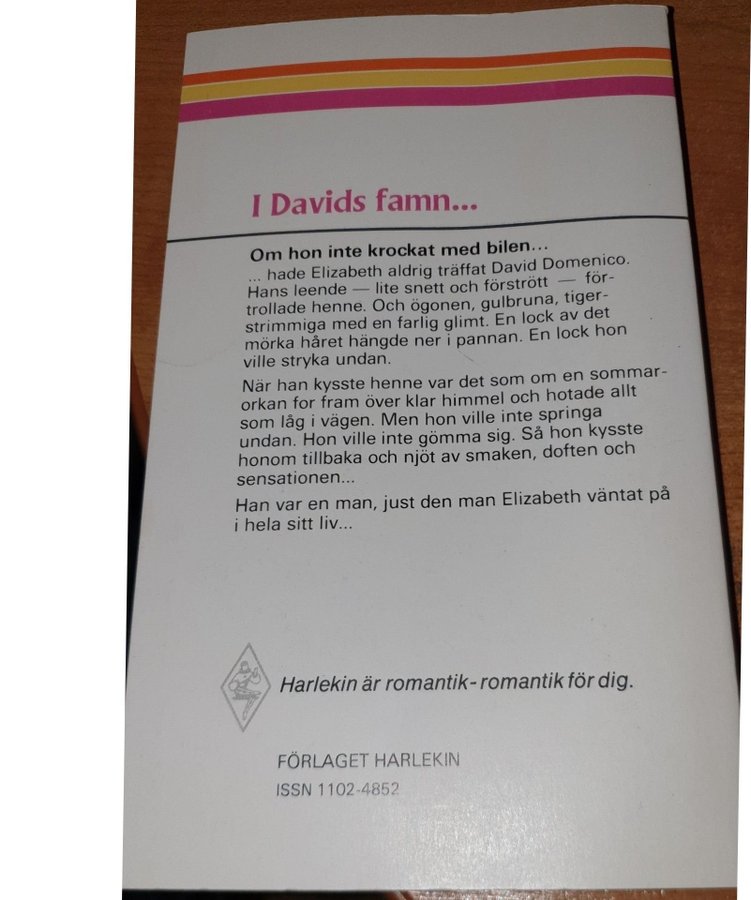 I Davids famn...
Om hon inte krockat med bilen...
... hade Elizabeth aldrig träffat David Domenico.
Hans leende — lite snett och förstrött — för-
trollade henne. Och ögonen, gulbruna, tiger-
strimmiga med en farlig glimt. En lock av det
mörka håret hängde ner i pannan. En lock hon
ville stryka undan.
När han kysste henne var det som om en sommar-
orkan for fram över klar himmel och hotade allt
som låg i vägen. Men hon ville inte springa
undan. Hon ville inte gömma sig. Så hon kysste
honom tillbaka och njöt av smaken, doften och
sensationen...
Han var en man, just den man Elizabeth väntat på
i hela sitt liv...
Harlekin är romantik-romantik för dig.
FÖRLAGET HARLEKIN
ISSN 1102-4852